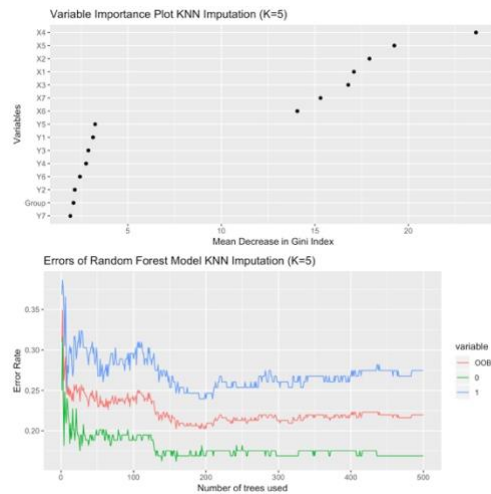 Variable Importance Plot KNN Imputation (K=5)
Variables
X4
X5
X2
X1
X3
X7
X6
Y5
Y1
Y3
Y4
Y6
Y2
Group
Y7
5
10
15
20
Mean Decrease in Gini Index
Errors of Random Forest Model KNN Imputation (K=5)
Error Rate
0.35
0.30
0.25
0.20
0
100
200
300
400
500
Number of trees used
variable
OOB
0
1